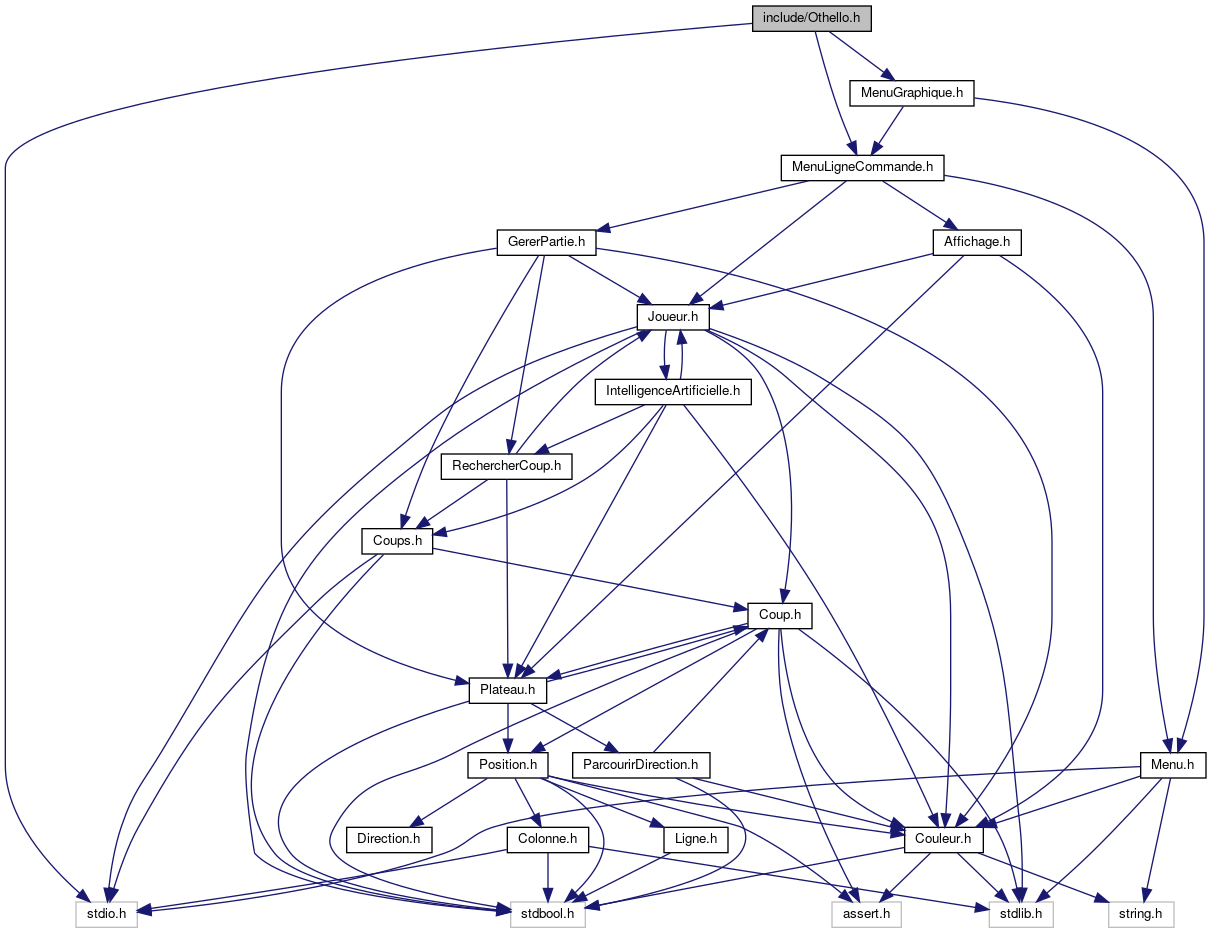 include/Othello.h
MenuGraphique.h
MenuLigneCommande.h
GererPartie.h
Affichage.h
Joueur.h
IntelligenceArtificielle.h
RechercherCoup.h
Coups.h
Coup.h
Plateau.h
Position.h
ParcourirDirection.h
Menu.h
Direction.h
Colonne.h
Ligne.h
Couleur.h
stdio.h
stdbool.h
assert.h
stdlib.h
string.h